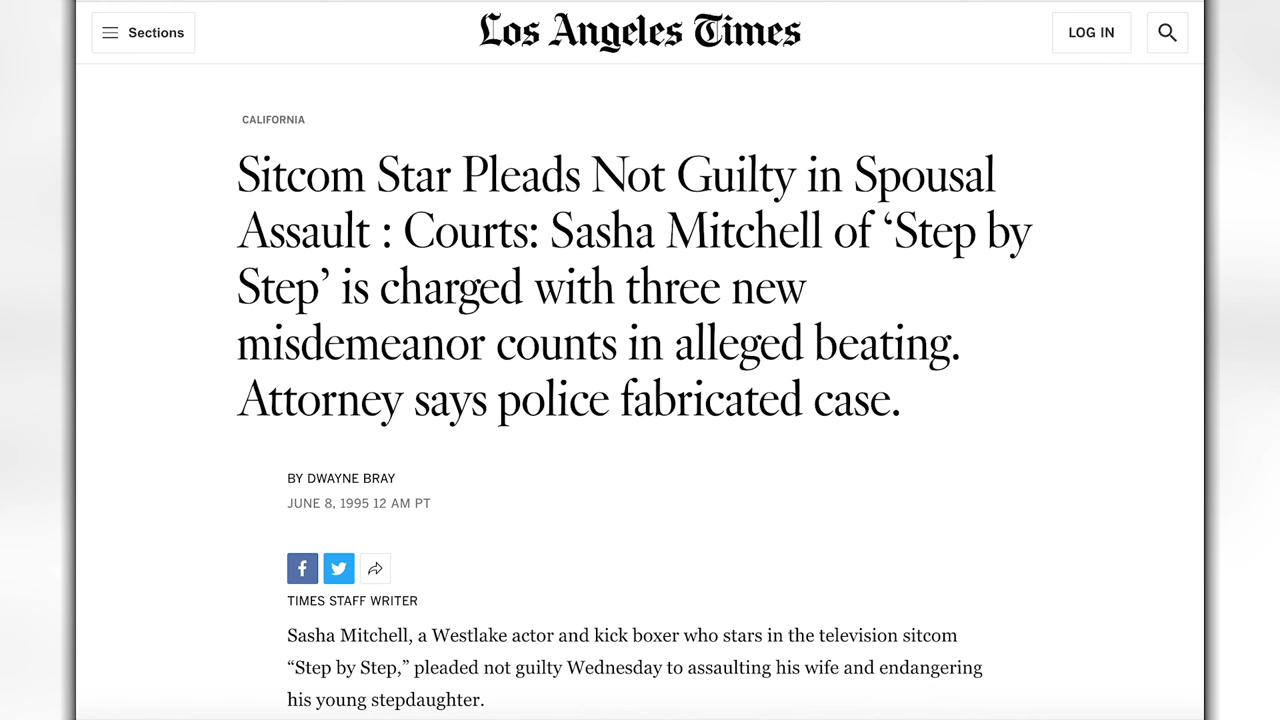 Sections
Los Angeles Times
LOG IN
CALIFORNIA
Sitcom Star Pleads Not Guilty in Spousal
Assault : Courts: Sasha Mitchell of ‘Step by
Step’ is charged with three new
misdemeanor counts in alleged beating.
Attorney says police fabricated case.
BY DWAYNE BRAY
JUNE 8, 1995 12 AM PT
TIMES STAFF WRITER
Sasha Mitchell, a Westlake actor and kick boxer who stars in the television sitcom
“Step by Step,” pleaded not guilty Wednesday to assaulting his wife and endangering
his young stepdaughter.